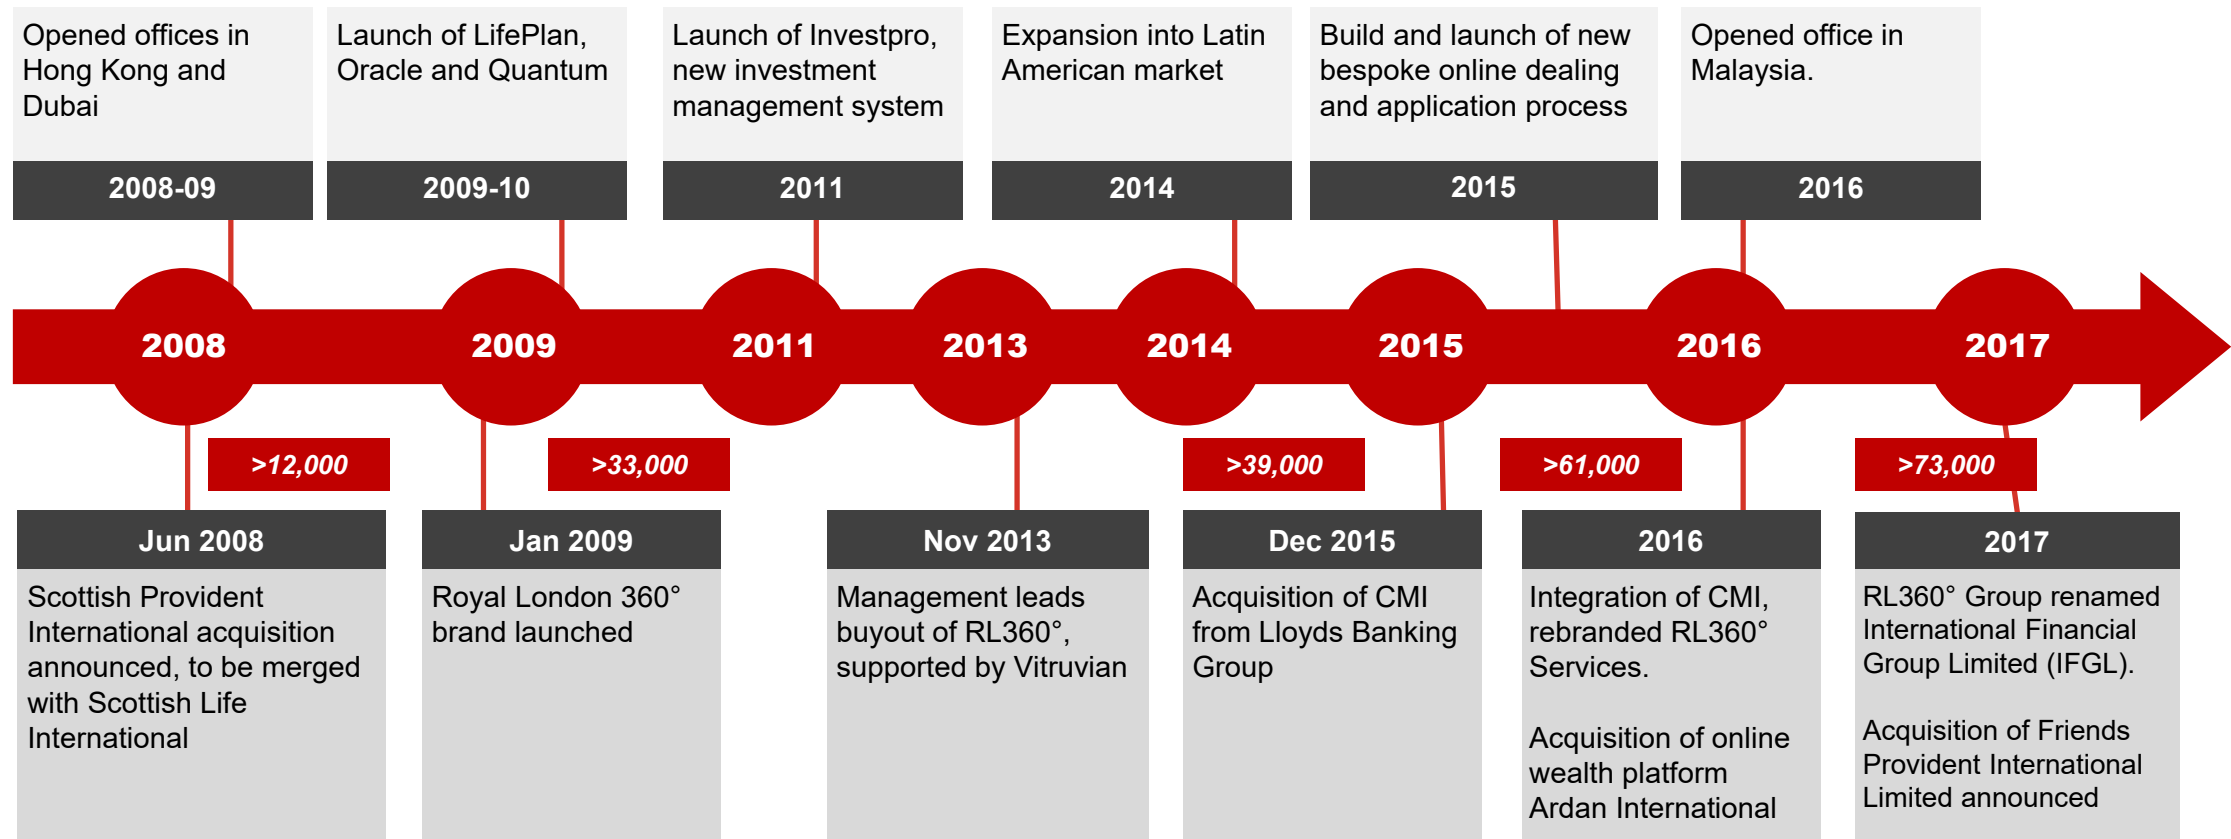 Opened offices in
Hong Kong and
Dubai
2008-09
Launch of LifePlan,
Oracle and Quantum
2009-10
Launch of Investpro,
new investment
management system
2011
Expansion into Latin
American market
2014
Build and launch of new
bespoke online dealing
and application process
2015
Opened office in
Malaysia.
2016
2008
2009
2011
2013
2014
2015
2016
2017
>12,000
>33,000
>39,000
>61,000
>73,000
Jun 2008
Scottish Provident
International acquisition
announced, to be merged
with Scottish Life
International
Jan 2009
Royal London 360°
brand launched
Nov 2013
Management leads
buyout of RL360°,
supported by Vitruvian
Dec 2015
Acquisition of CMI
from Lloyds Banking
Group
2016
Integration of CMI,
rebranded RL360°
Services.
Acquisition of online
wealth platform
Ardan International
2017
RL360° Group renamed
International Financial
Group Limited (IFGL).
Acquisition of Friends
Provident International
Limited announced